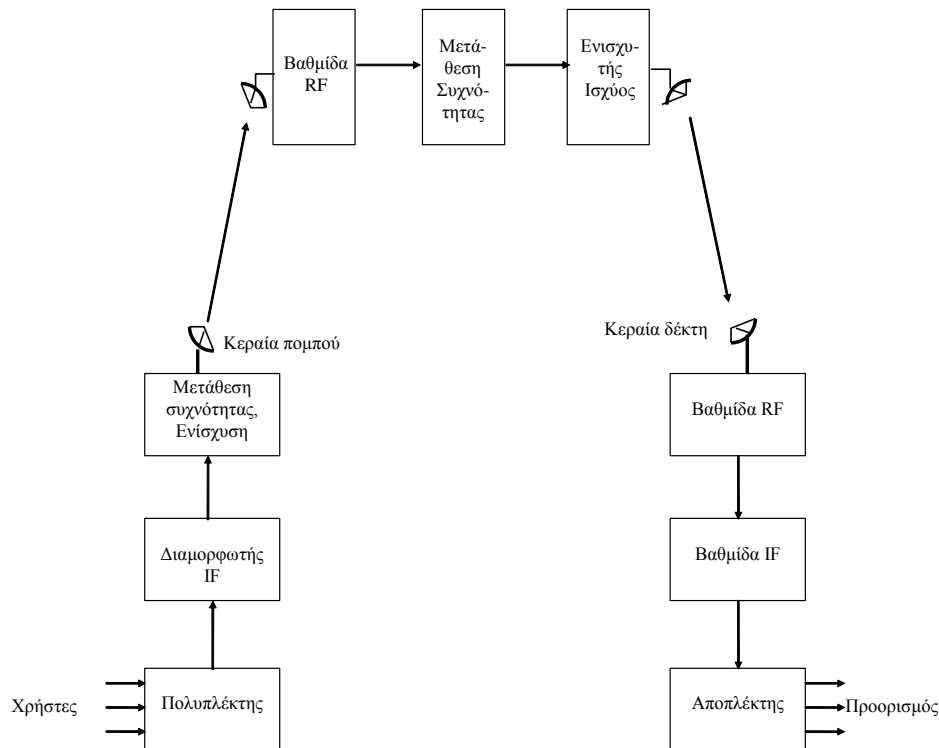 Βαθμίδα
RF
Μετά-
θεση
Συχνό-
τητας
Ενισχυ-
τής
Ισχύος
Κεραία πομπού
Κεραία δέκτη
Μετάθεση
συχνότητας,
Ενίσχυση
Βαθμίδα RF
Διαμορφωτής
IF
Βαθμίδα IF
Χρήστες
Πολυπλέκτης
Αποπλέκτης
Προορισμός